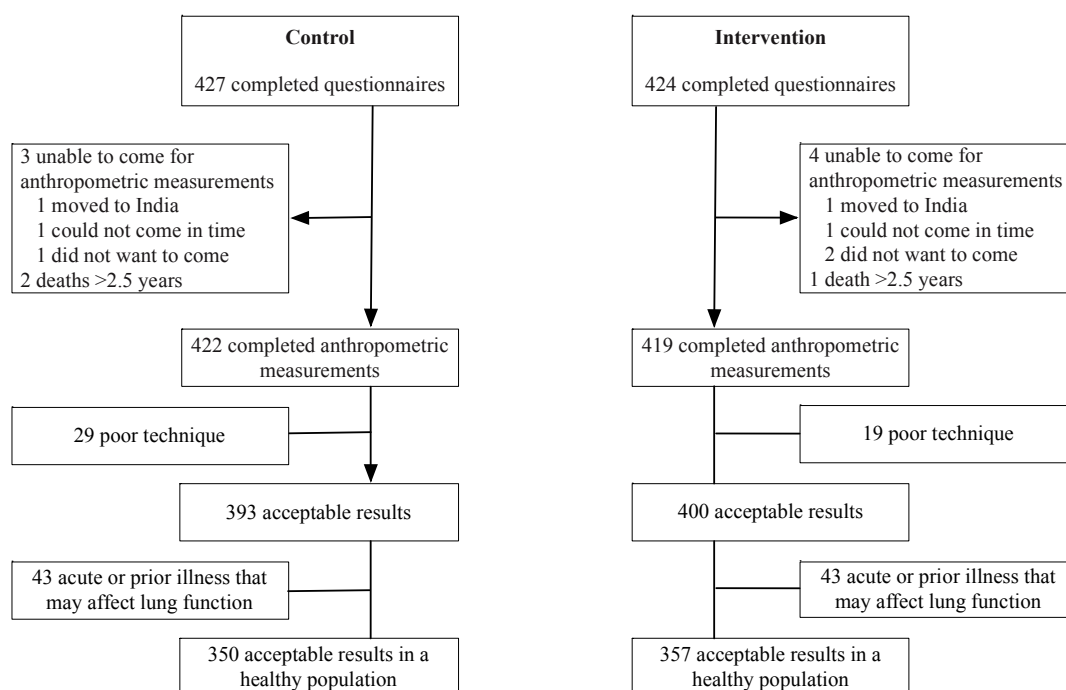 Control
427 completed questionnaires
3 unable to come for
anthropometric measurements
1 moved to India
1 could not come in time
1 did not want to come
2 deaths >2.5 years
422 completed anthropometric
measurements
29 poor technique
393 acceptable results
43 acute or prior illness that
may affect lung function
350 acceptable results in a
healthy population
Intervention
424 completed questionnaires
4 unable to come for
anthropometric measurements
1 moved to India
1 could not come in time
2 did not want to come
1 death >2.5 years
419 completed anthropometric
measurements
19 poor technique
400 acceptable results
43 acute or prior illness that
may affect lung function
357 acceptable results in a
healthy population